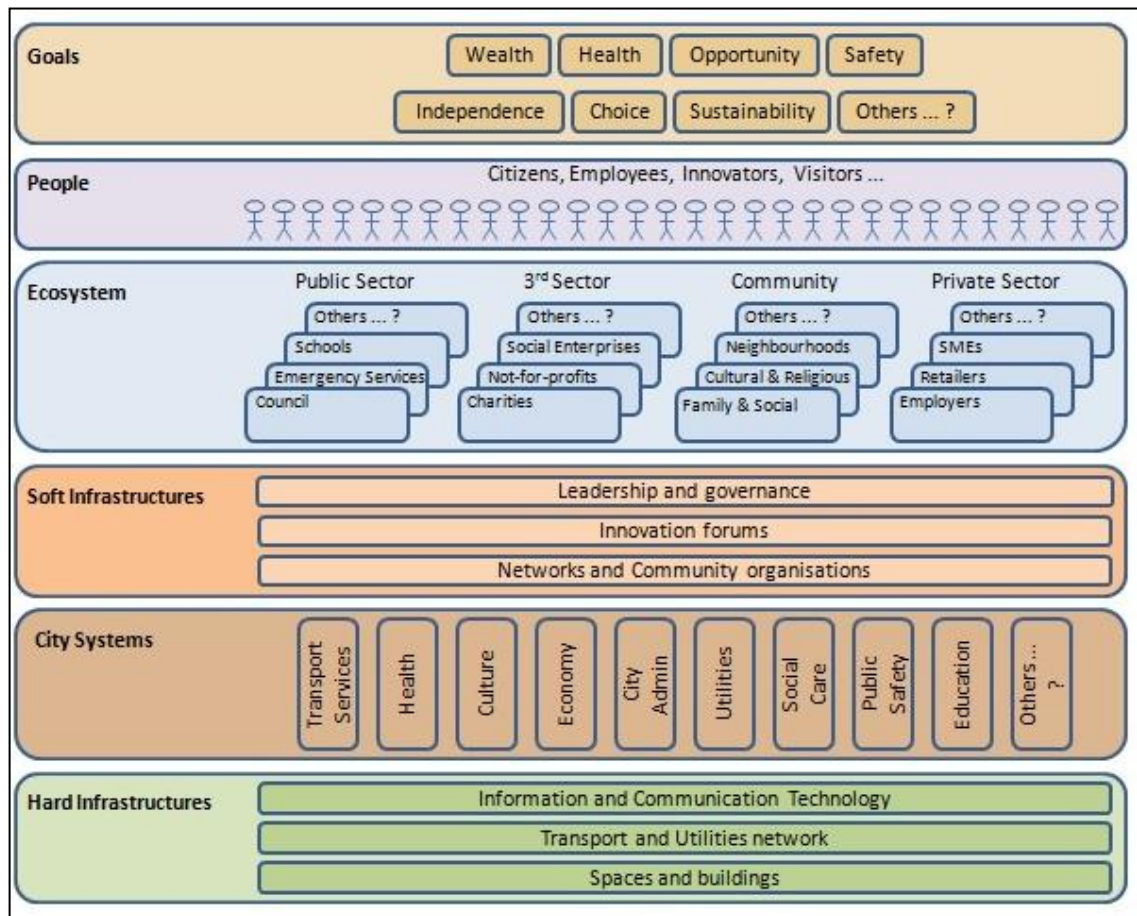 Goals
Wealth Health Opportunity Safety
Independence Choice Sustainability Others ... ?
People
Citizens, Employees, Innovators, Visitors ...
Ecosystem
Public Sector
Others ... ?
Schools
Emergency Services
Council
3rd Sector
Others ... ?
Social Enterprises
Not-for-profits
Charities
Community
Others ... ?
Neighbourhoods
Cultural & Religious
Family & Social
Private Sector
Others ... ?
SMEs
Retailers
Employers
Soft Infrastructures
Leadership and governance
Innovation forums
Networks and Community organisations
City Systems
Transport
Services
Health
Culture
Economy
City
Admin
Utilities
Social
Care
Public
Safety
Education
Others ...
?
Hard Infrastructures
Information and Communication Technology
Transport and Utilities network
Spaces and buildings